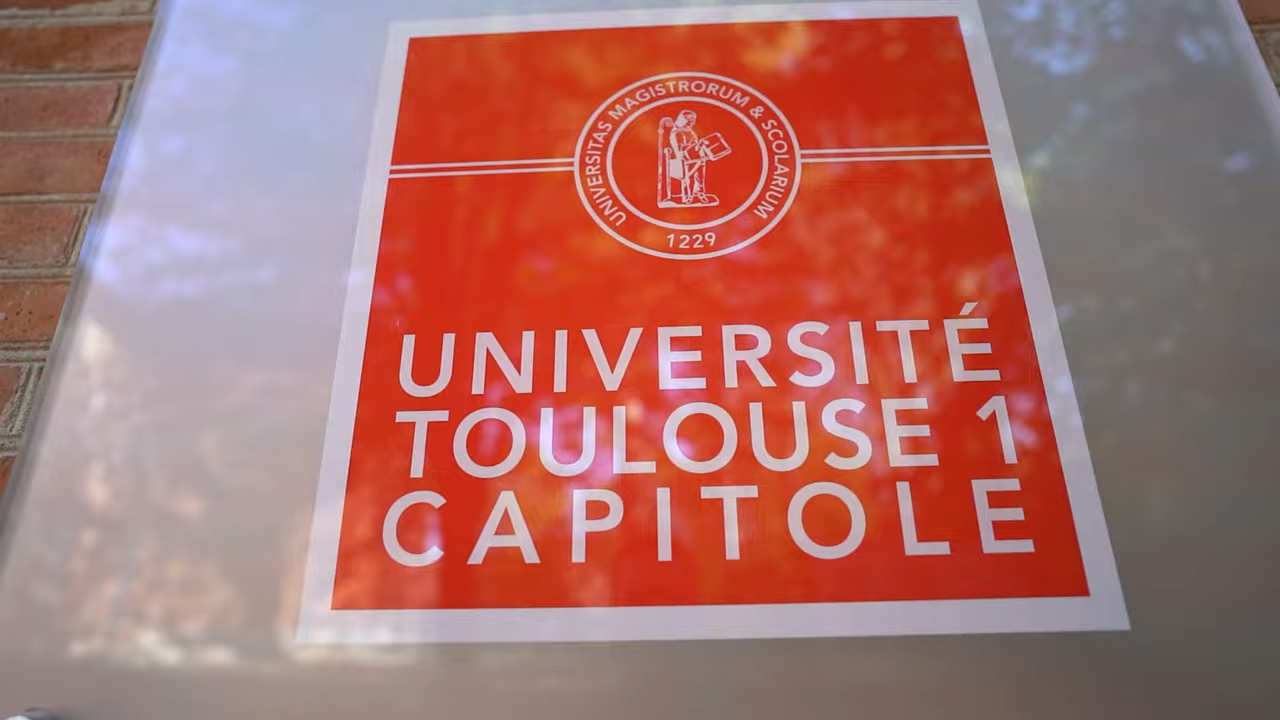 UNIVERSITAS MAGISTRORUM & SCOLARIUM
1229
UNIVERSITÉ
TOULOUSE 1
CAPITOLE